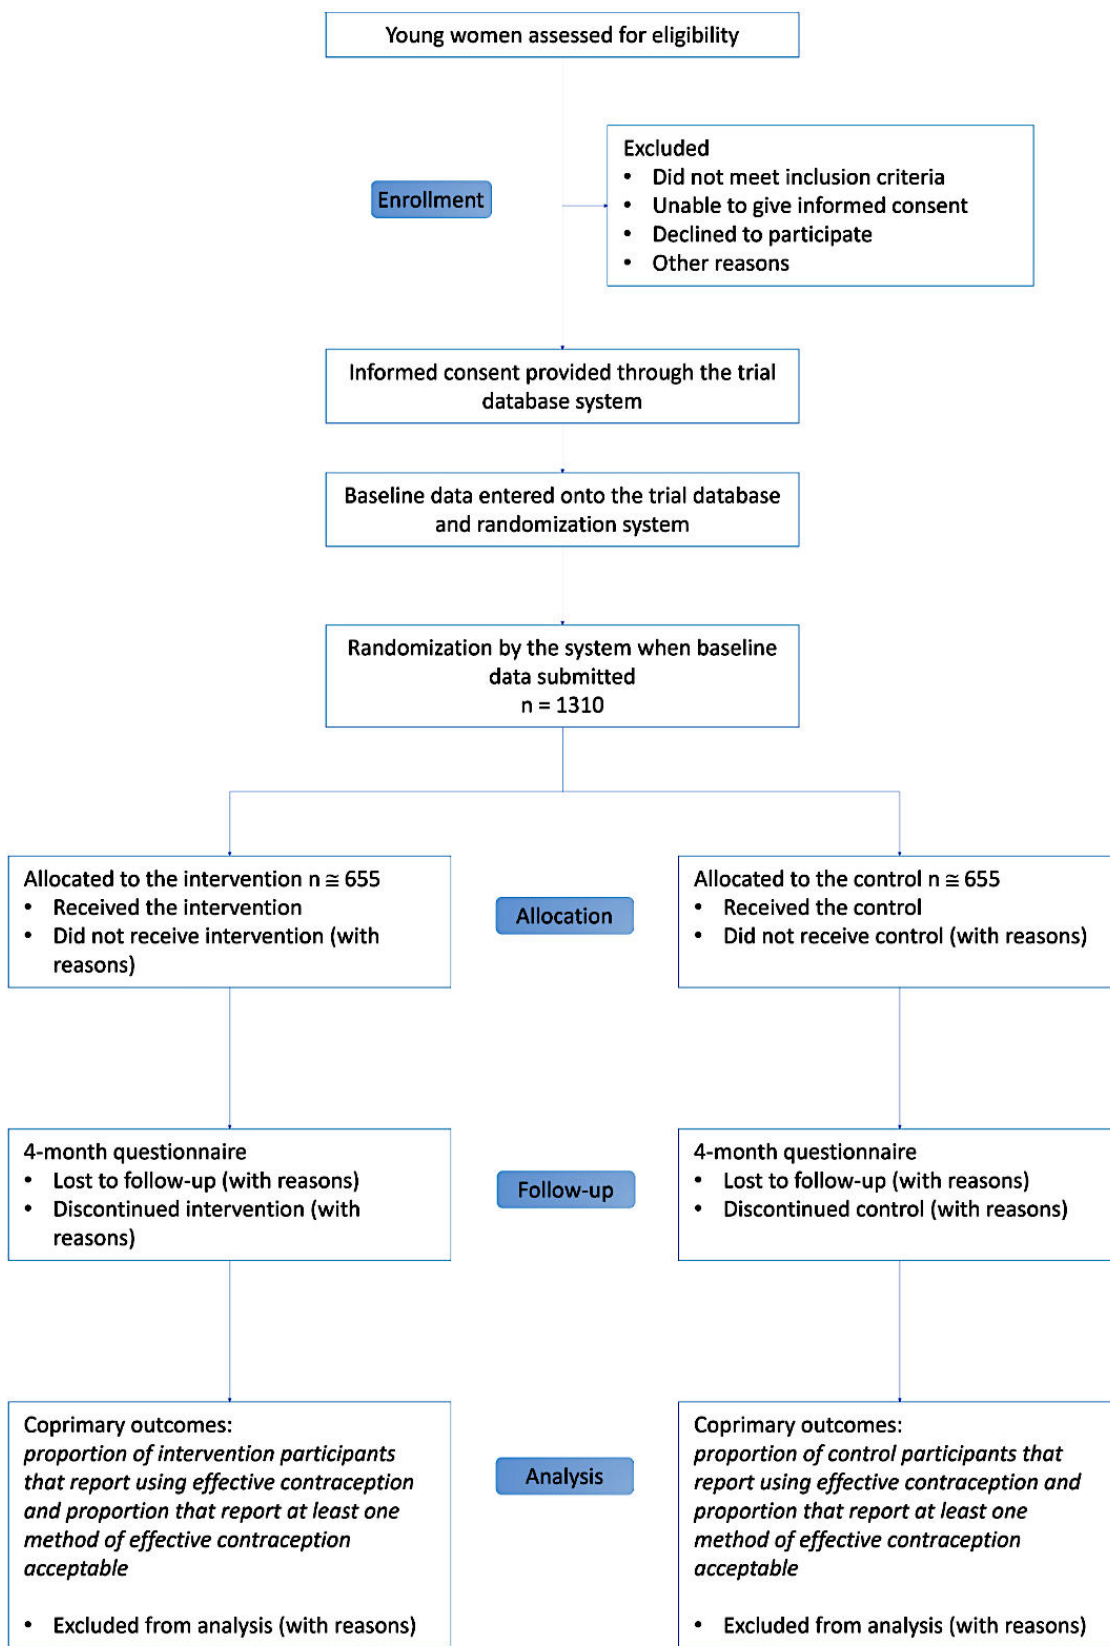 Young women assessed for eligibility
Excluded
• Did not meet inclusion criteria
• Unable to give informed consent
• Declined to participate
• Other reasons
Enrollment
Informed consent provided through the trial
database system
Baseline data entered onto the trial database
and randomization system
Randomization by the system when baseline
data submitted
n = 1310
Allocated to the intervention n ≅ 655
• Received the intervention
• Did not receive intervention (with
reasons)
Allocation
Allocated to the control n ≅ 655
• Received the control
• Did not receive control (with reasons)
4-month questionnaire
• Lost to follow-up (with reasons)
• Discontinued intervention (with
reasons)
Follow-up
4-month questionnaire
• Lost to follow-up (with reasons)
• Discontinued control (with reasons)
Coprimary outcomes:
proportion of intervention participants
that report using effective contraception
and proportion that report at least one
method of effective contraception
acceptable
• Excluded from analysis (with reasons)
Analysis
Coprimary outcomes:
proportion of control participants that
report using effective contraception and
proportion that report at least one
method of effective contraception
acceptable
• Excluded from analysis (with reasons)